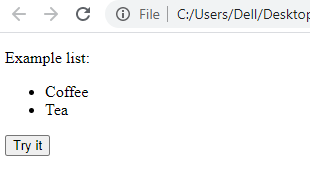 File | C:/Users/Dell/Desktop
Example list:
• Coffee
• Tea
Try it